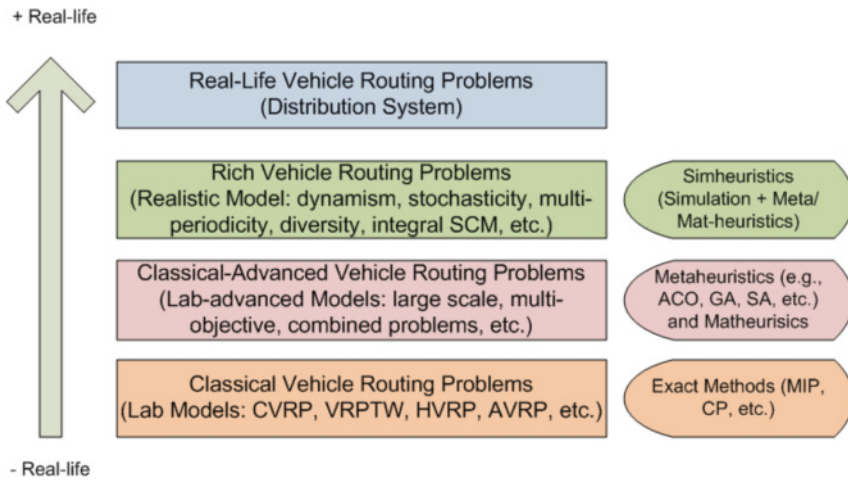 + Real-life
Real-Life Vehicle Routing Problems
(Distribution System)
Rich Vehicle Routing Problems
(Realistic Model: dynamism, stochasticity, multi-
periodicity, diversity, integral SCM, etc.)
Simheuristics
(Simulation + Meta/
Mat-heuristics)
Classical-Advanced Vehicle Routing Problems
(Lab-advanced Models: large scale, multi-
objective, combined problems, etc.)
Metaheuristics (e.g.,
ACO, GA, SA, etc.)
and Matheurisics
Classical Vehicle Routing Problems
(Lab Models: CVRP, VRPTW, HVRP, AVRP, etc.)
Exact Methods (MIP,
CP, etc.)
- Real-life